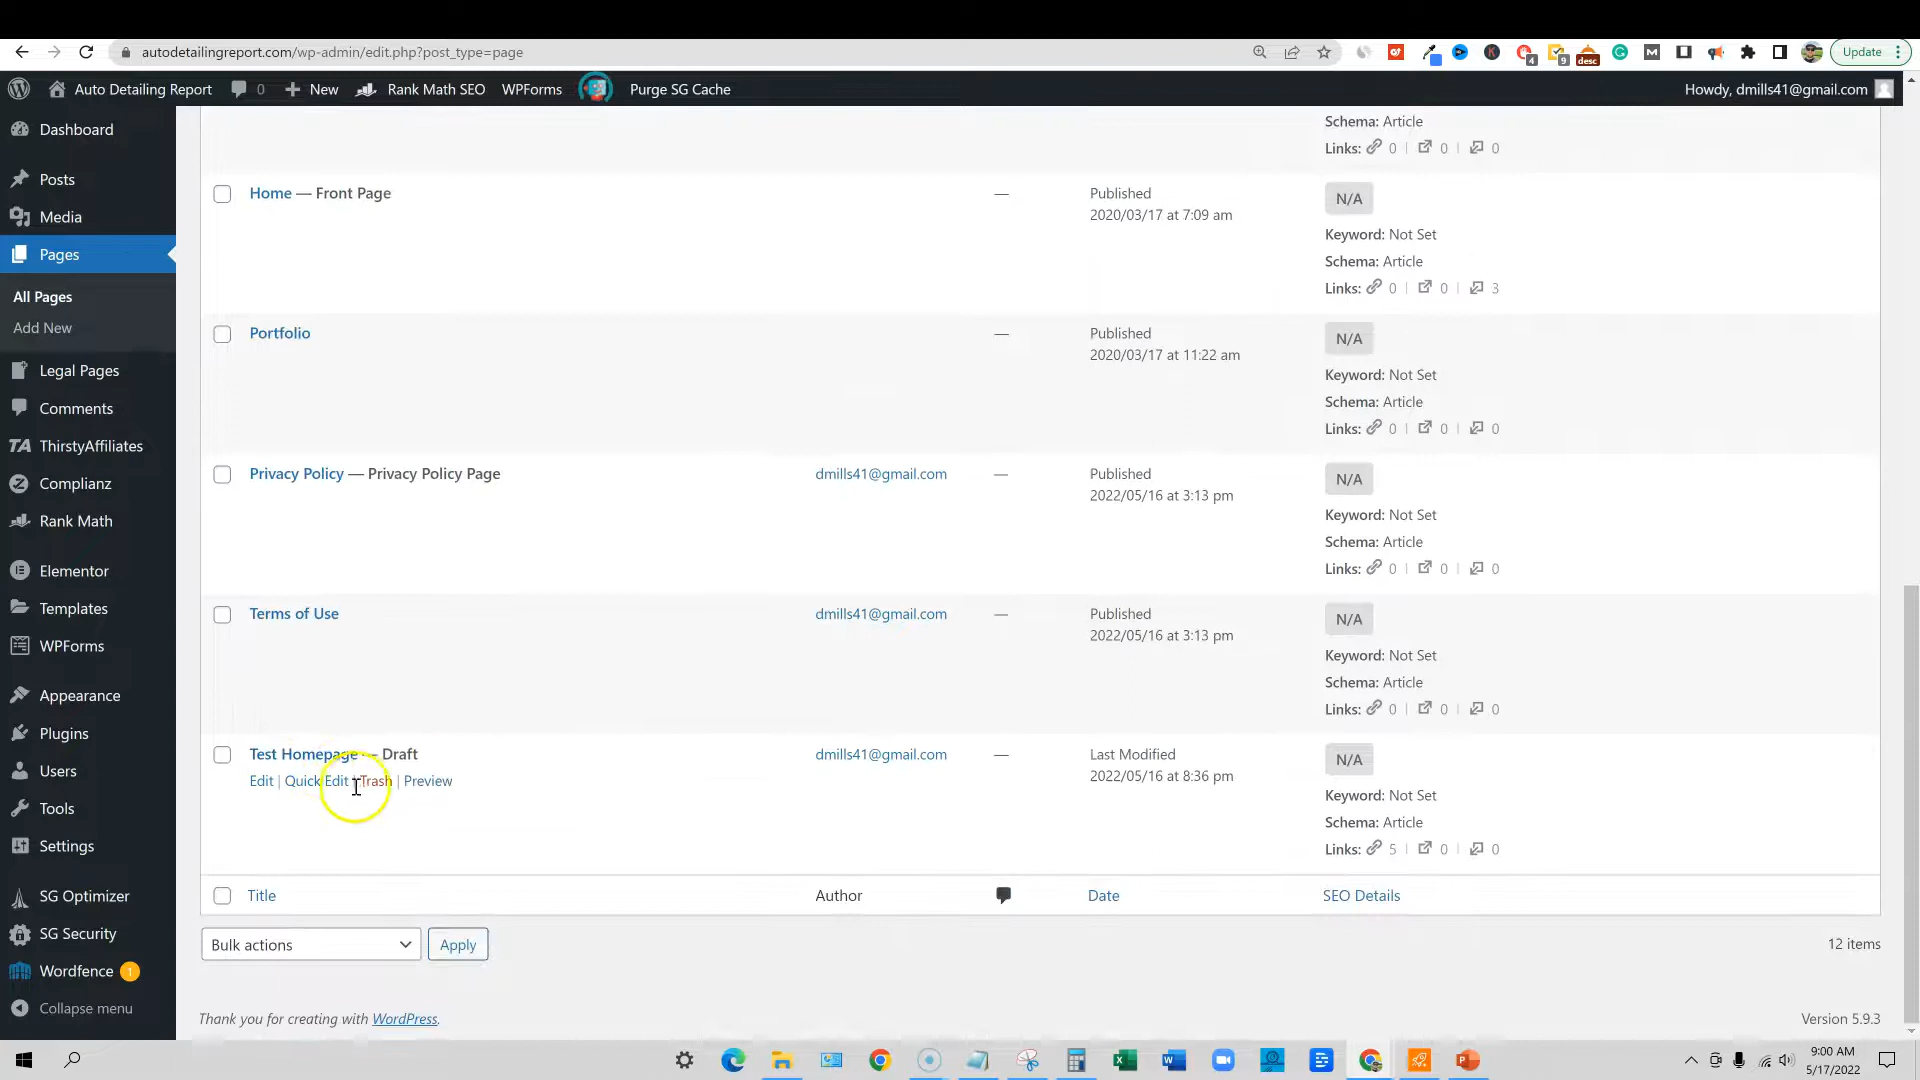 autodetailingreport.com/wp-admin/edit.php?post_type=page
4
9
desc
Update
Auto Detailing Report
0
New
Rank Math SEO
WPForms
Purge SG Cache
Howdy, dmills41@gmail.com
Dashboard
Posts
Media
Pages
All Pages
Add New
Legal Pages
Comments
TA ThirstyAffiliates
Complianz
Rank Math
Elementor
Templates
WPForms
Appearance
Plugins
Users
Tools
Settings
SG Optimizer
SG Security
Wordfence 1
Collapse menu
Schema: Article
Links: 0 | 0 | 0
Home — Front Page
—
Published
2020/03/17 at 7:09 am
N/A
Keyword: Not Set
Schema: Article
Links: 0 | 0 | 3
Portfolio
—
Published
2020/03/17 at 11:22 am
N/A
Keyword: Not Set
Schema: Article
Links: 0 | 0 | 0
Privacy Policy — Privacy Policy Page
dmills41@gmail.com
—
Published
2022/05/16 at 3:13 pm
N/A
Keyword: Not Set
Schema: Article
Links: 0 | 0 | 0
Terms of Use
dmills41@gmail.com
—
Published
2022/05/16 at 3:13 pm
N/A
Keyword: Not Set
Schema: Article
Links: 0 | 0 | 0
Test Homepage — Draft
Edit | Quick Edit | Trash | Preview
dmills41@gmail.com
—
Last Modified
2022/05/16 at 8:36 pm
N/A
Keyword: Not Set
Schema: Article
Links: 5 | 0 | 0
Title
Author
Date
SEO Details
Bulk actions
Apply
12 items
Thank you for creating with WordPress.
Version 5.9.3
9:00 AM
5/17/2022